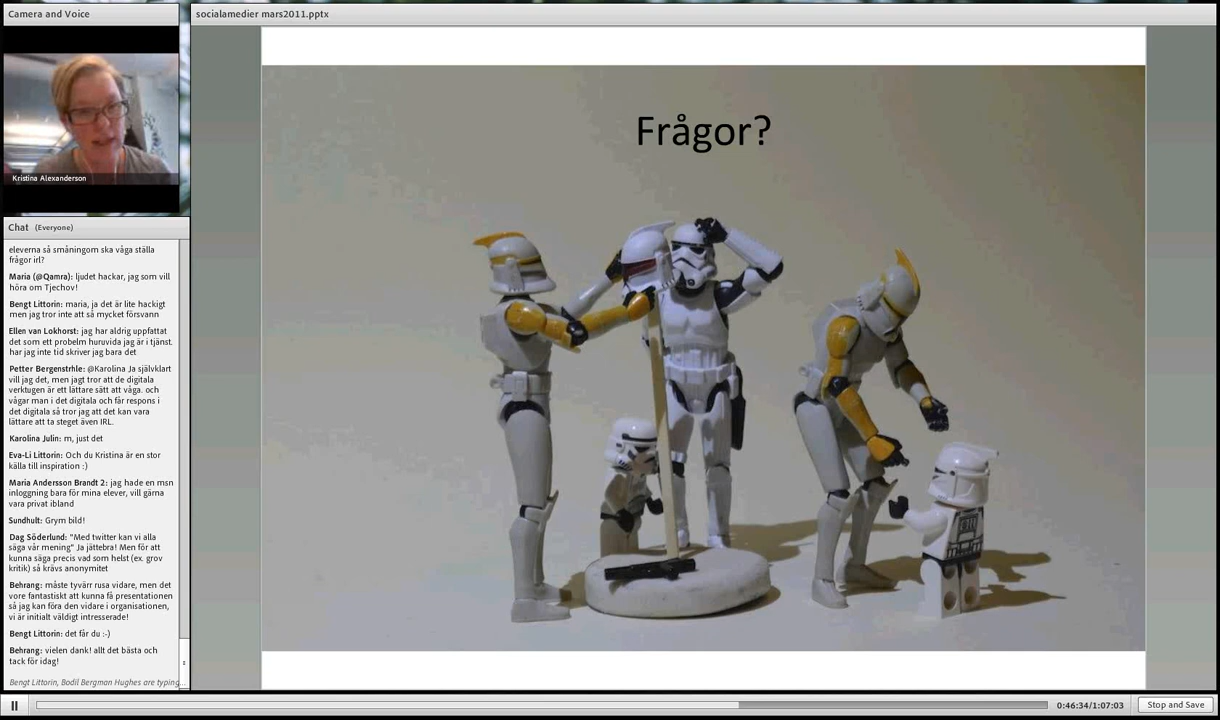 Camera and Voice
socialamedier mars2011.pptx
Kristina Alexanderson
Frågor?
Chat (Everyone)
eleverna så småningom ska våga ställa
frågor irl?
Maria (@Qamra): ljudet hackar, jag som vill
höra om Tjechov!
Bengt Littorin: maria, ja det är lite hackigt
men jag tror inte att så mycket försvann
Ellen van Lokhorst: jag har aldrig uppfattat
det som ett probelm huruvida jag är i tjänst.
har jag inte tid skriver jag bara det
Petter Bergenstrhle: @Karolina Ja självklart
vill jag det, men jagt tror att de digitala
verktugen är ett lättare sätt att våga. och
vågar man i det digitala och får respons i
det digitala så tror jag att det kan vara
lättare att ta steget även IRL.
Karolina Julin: m, just det
Eva-Li Littorin: Och du Kristina är en stor
källa till inspiration :)
Maria Andersson Brandt 2: jag hade en msn
inloggning bara för mina elever, vill gärna
vara privat ibland
Sundhult: Grym bild!
Dag Söderlund: "Med twitter kan vi alla
säga vår mening" Ja jättebra! Men för att
kunna säga precis vad som helst (ex. grov
kritik) så krävs anonymitet
Behrang: måste tyvärr rusa vidare, men det
vore fantastiskt att kunna få presentationen
så jag kan föra den vidare i organisationen,
vi är initialt väldigt intresserade!
Bengt Littorin: det får du :-)
Behrang: vielen dank! allt det bästa och
tack för idag!
Bengt Littorin, Bodil Bergman Hughes are typing...
0:46:34/1:07:03
Stop and Save